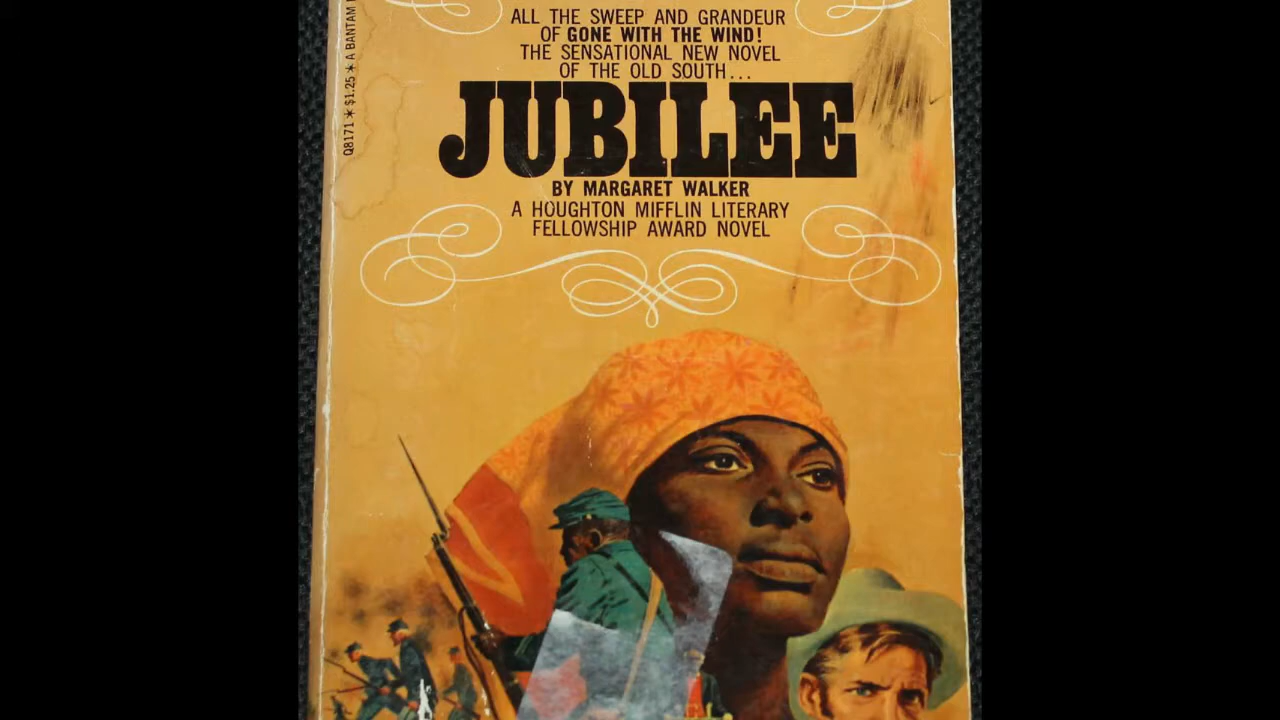 ALL THE SWEEP AND GRANDEUR
OF GONE WITH THE WIND!
THE SENSATIONAL NEW NOVEL
OF THE OLD SOUTH...
JUBILEE
BY MARGARET WALKER
A HOUGHTON MIFFLIN LITERARY
FELLOWSHIP AWARD NOVEL
Q8171 * $1.25 * A BANTAM